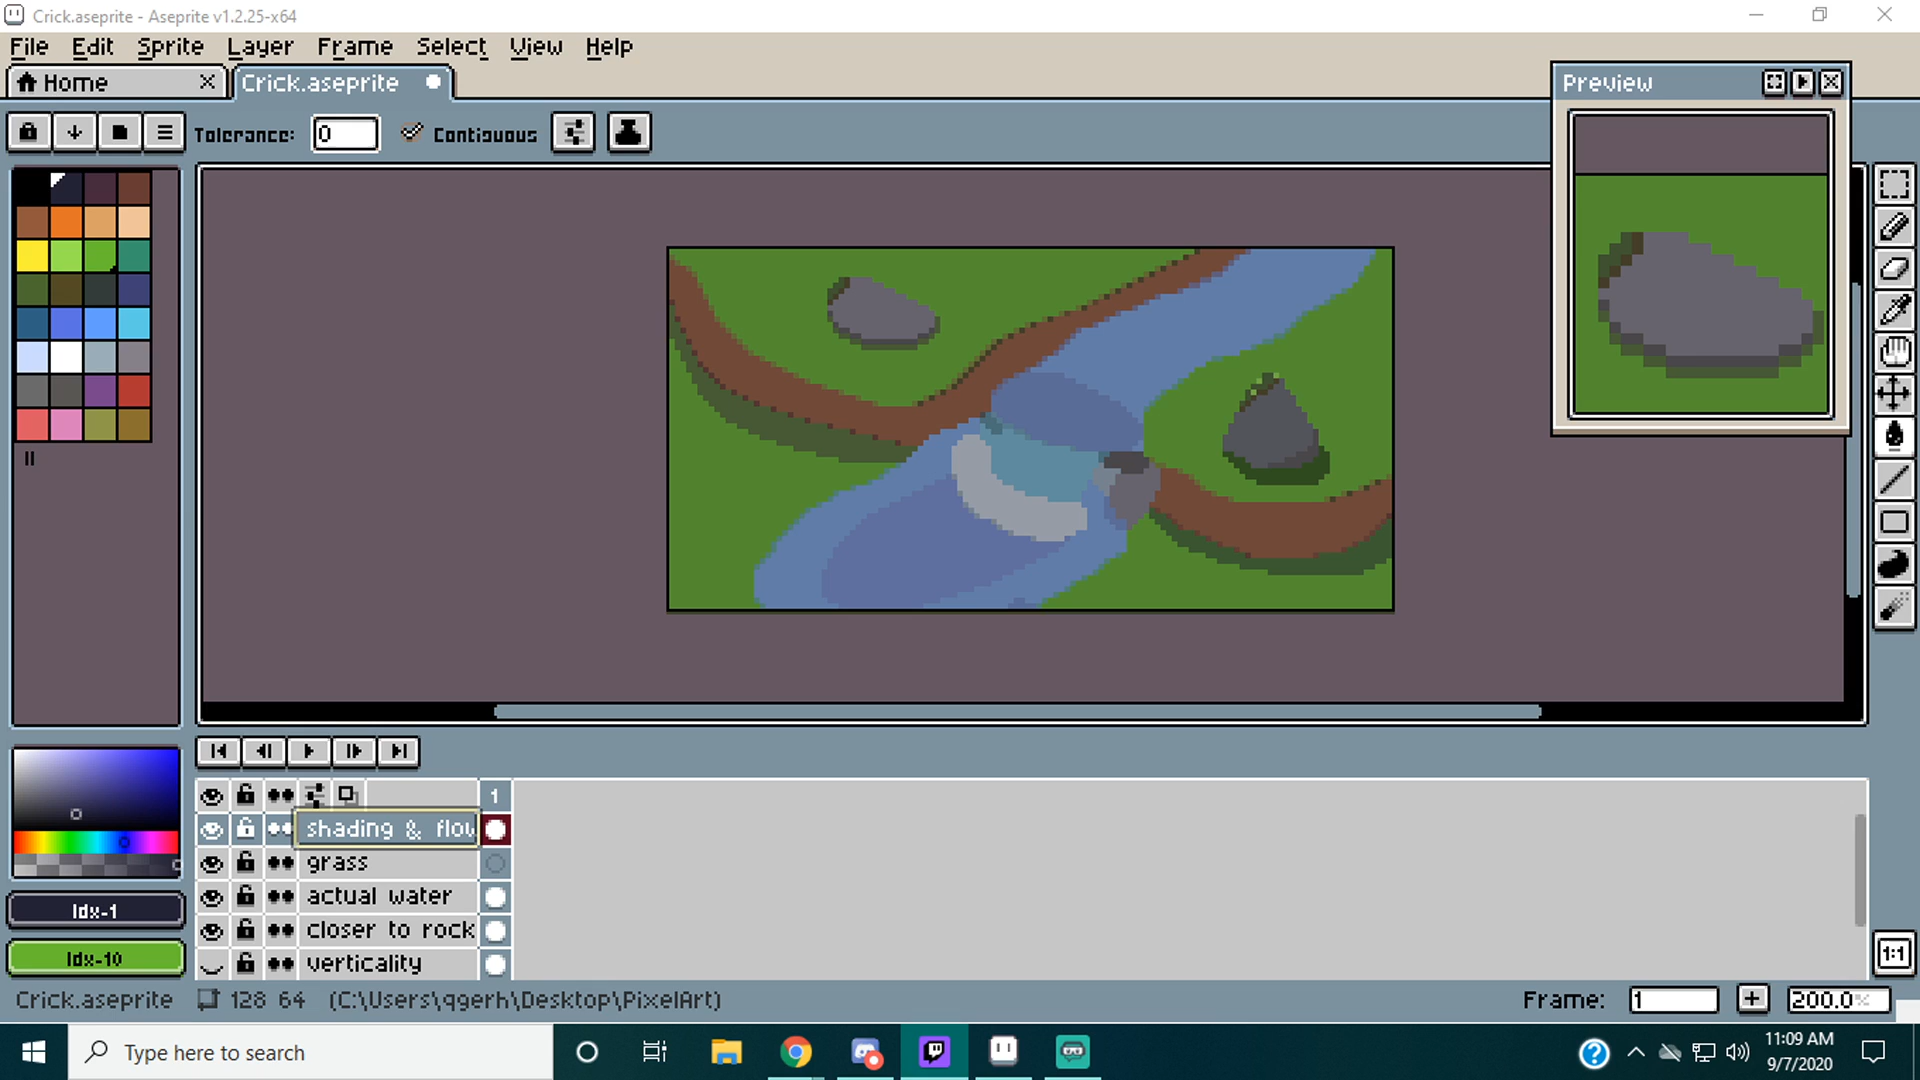 Crick.aseprite - Aseprite v1.2.25-x64
File Edit Sprite Layer Frame Select View Help
Home
Crick.aseprite
Preview
Tolerance: 0 Contiguous
1
shading & flow
grass
actual water
closer to rock
verticality
Idx-1
Idx-10
1:1
Crick.aseprite 128 64 (C:\Users\qgerh\Desktop\PixelArt)
Frame: 1 + 200.0%
Type here to search
11:09 AM
9/7/2020